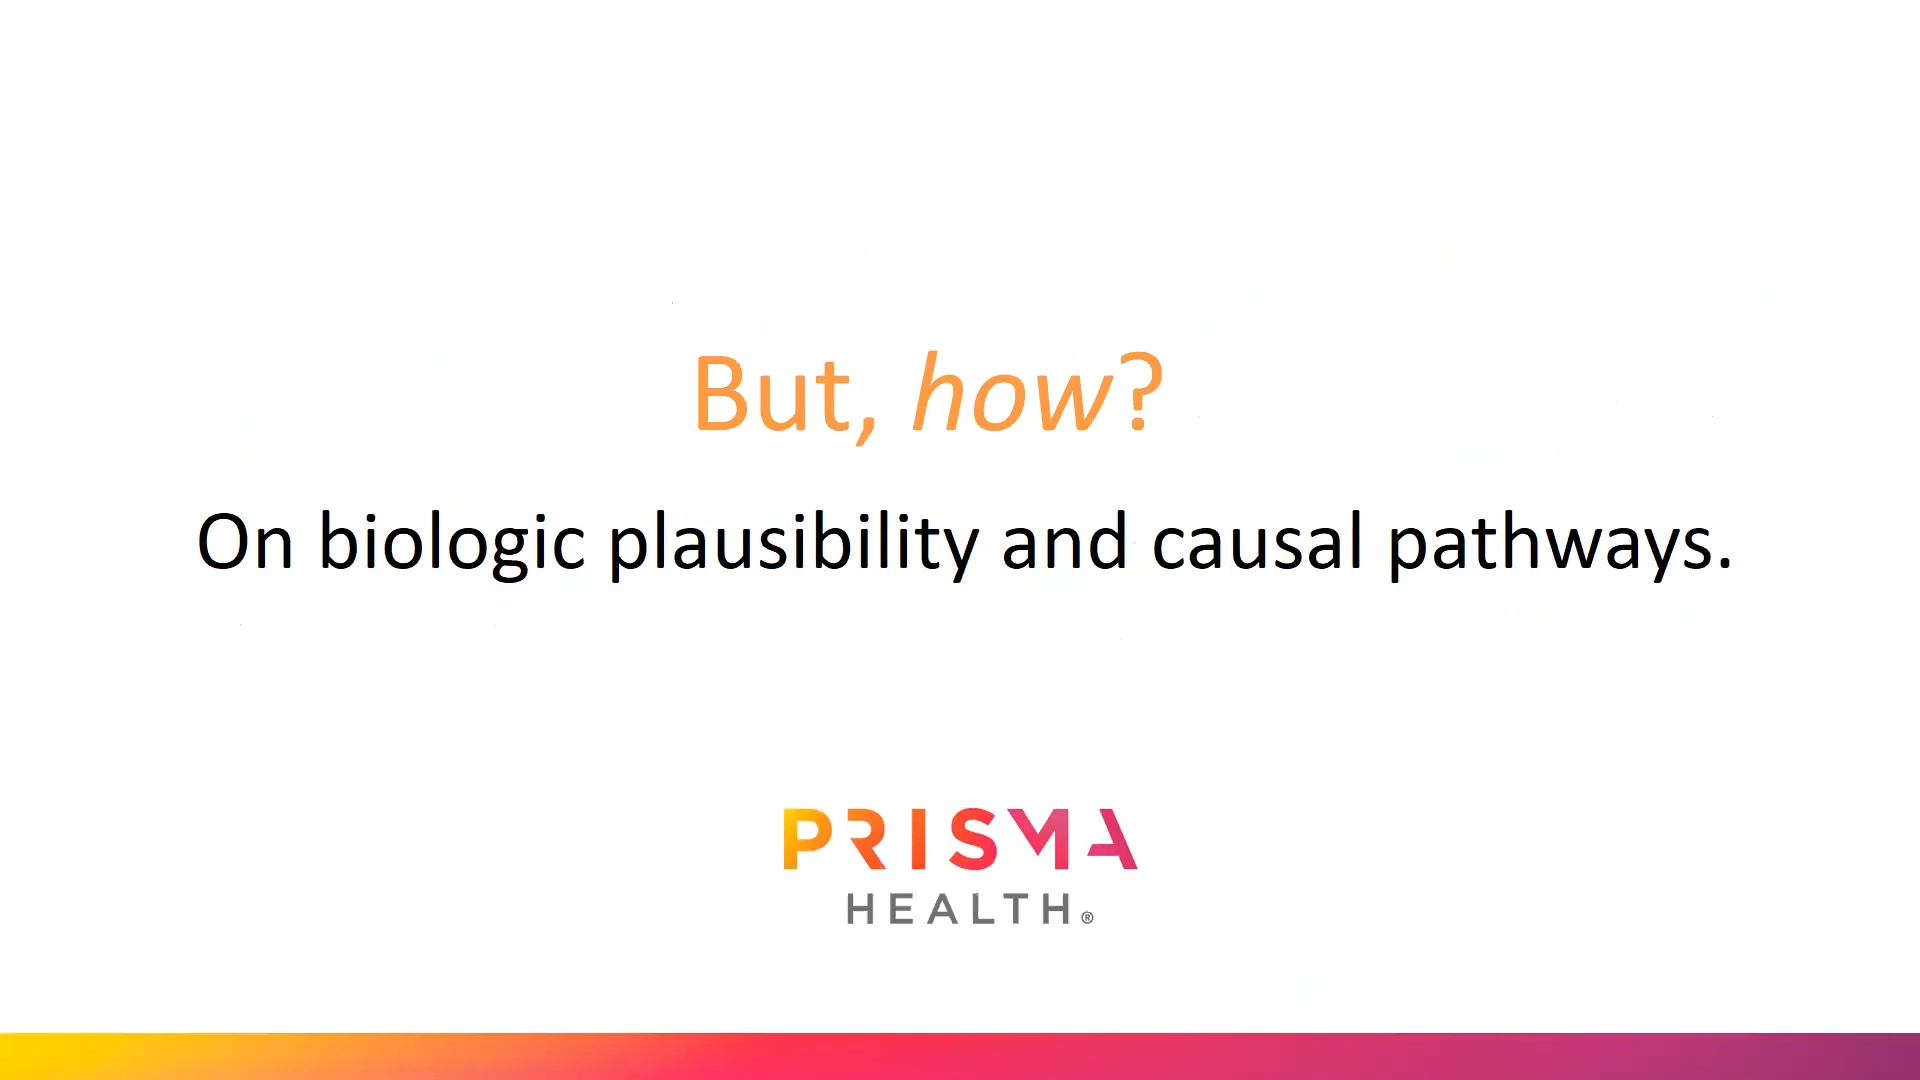 But, how?
On biologic plausibility and causal pathways.
PRISMA
HEALTH®